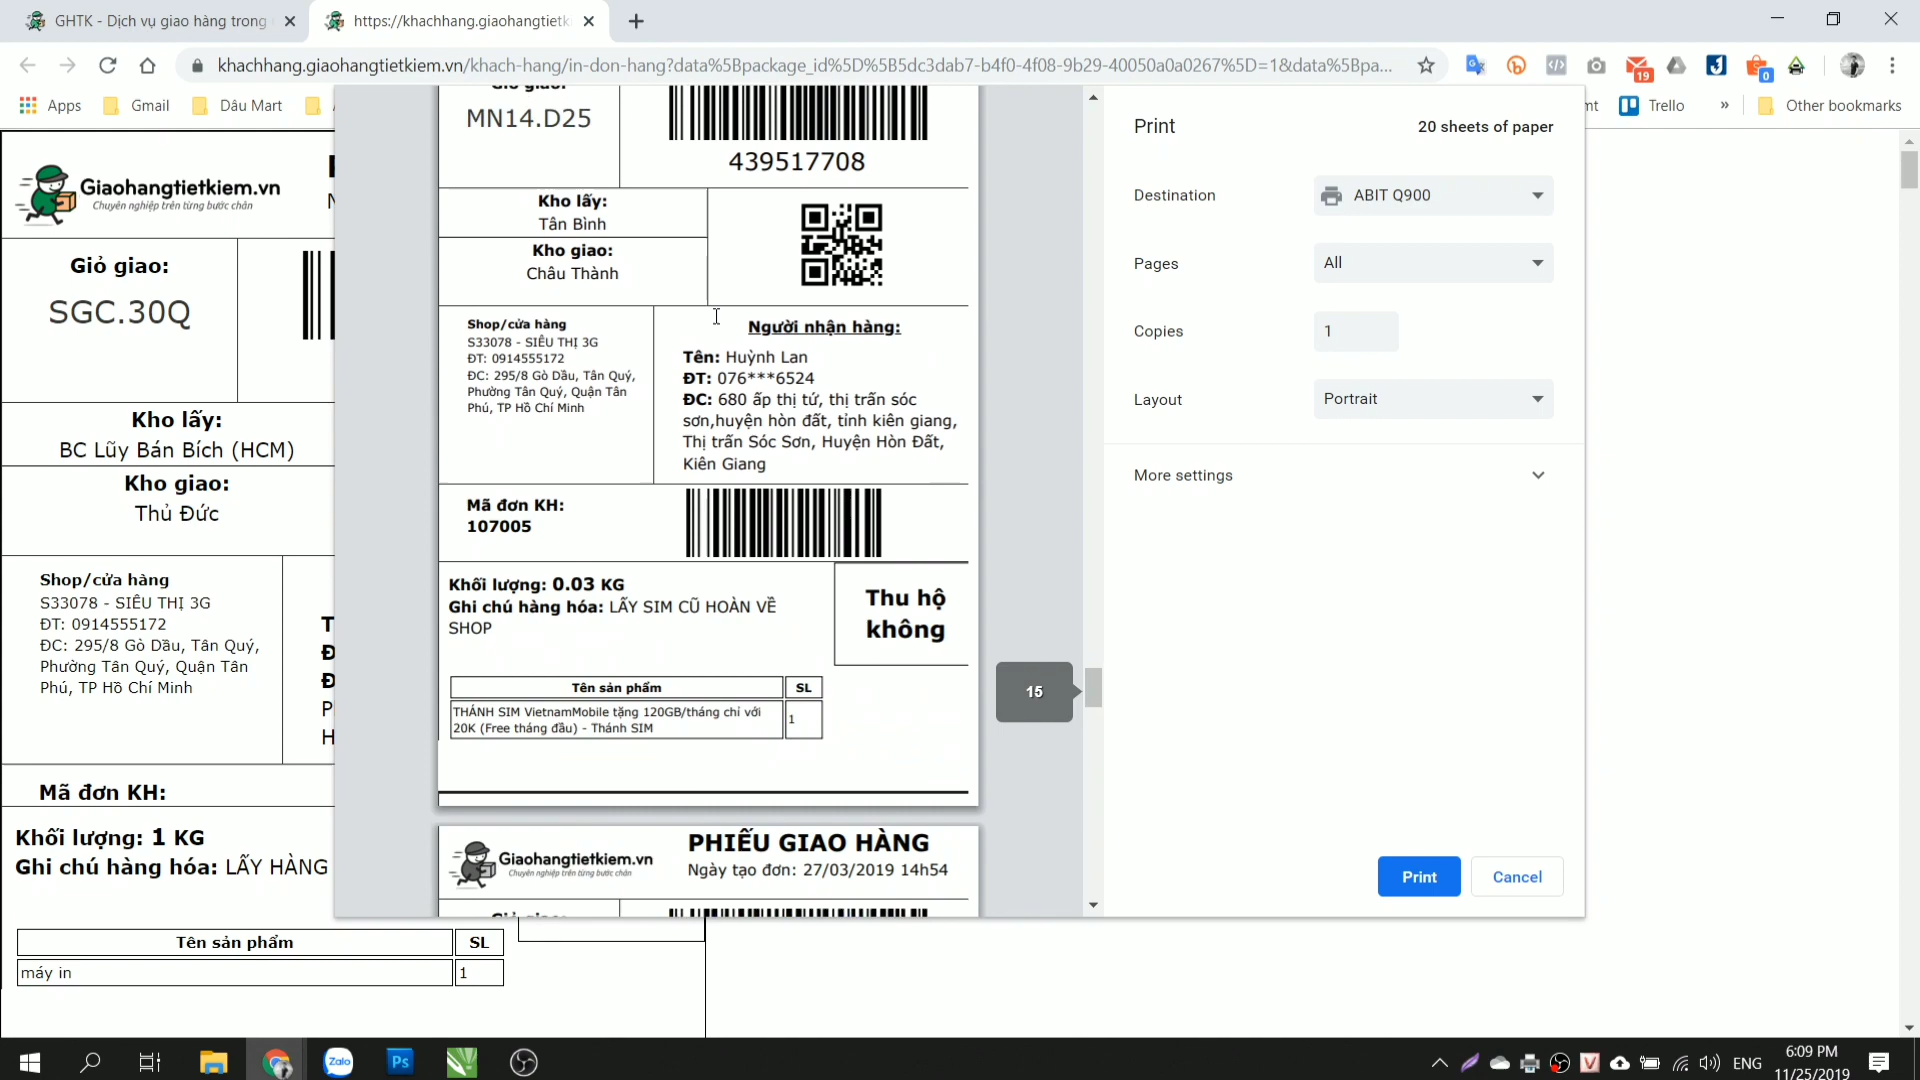 GHTK - Dịch vụ giao hàng trong
https://khachhang.giaohangtietk
khachhang.giaohangtietkiem.vn/khach-hang/in-don-hang?data%5Bpackage_id%5D%5B5dc3dab7-b4f0-4f08-9b29-40050a0a0267%5D=1&data%5Bpa...
19
0
Apps
Gmail
Dâu Mart
Trello
»
Other bookmarks
Giaohangtietkiem.vn
Chuyên nghiệp trên từng bước chân
Giỏ giao:
SGC.30Q
Kho lấy:
BC Lũy Bán Bích (HCM)
Kho giao:
Thủ Đức
Shop/cửa hàng
S33078 - SIÊU THỊ 3G
ĐT: 0914555172
ĐC: 295/8 Gò Dầu, Tân Quý,
Phường Tân Quý, Quận Tân
Phú, TP Hồ Chí Minh
Mã đơn KH:
Khối lượng: 1 KG
Ghi chú hàng hóa: LẤY HÀNG
Tên sản phẩm SL
máy in 1
Giỏ giao:
MN14.D25
439517708
Kho lấy:
Tân Bình
Kho giao:
Châu Thành
Shop/cửa hàng
S33078 - SIÊU THỊ 3G
ĐT: 0914555172
ĐC: 295/8 Gò Dầu, Tân Quý,
Phường Tân Quý, Quận Tân
Phú, TP Hồ Chí Minh
Người nhận hàng:
Tên: Huỳnh Lan
ĐT: 076***6524
ĐC: 680 ấp thị tứ, thị trấn sóc
sơn,huyện hòn đất, tỉnh kiên giang,
Thị trấn Sóc Sơn, Huyện Hòn Đất,
Kiên Giang
Mã đơn KH:
107005
Khối lượng: 0.03 KG
Ghi chú hàng hóa: LẤY SIM CŨ HOÀN VỀ
SHOP
Thu hộ
không
Tên sản phẩm SL
THÁNH SIM VietnamMobile tặng 120GB/tháng chỉ với
20K (Free tháng đầu) - Thánh SIM
1
15
Giaohangtietkiem.vn
Chuyên nghiệp trên từng bước chân
PHIẾU GIAO HÀNG
Ngày tạo đơn: 27/03/2019 14h54
Print
20 sheets of paper
Destination
ABIT Q900
Pages
All
Copies
1
Layout
Portrait
More settings
Print
Cancel
Zalo
Ps
ENG
6:09 PM
11/25/2019